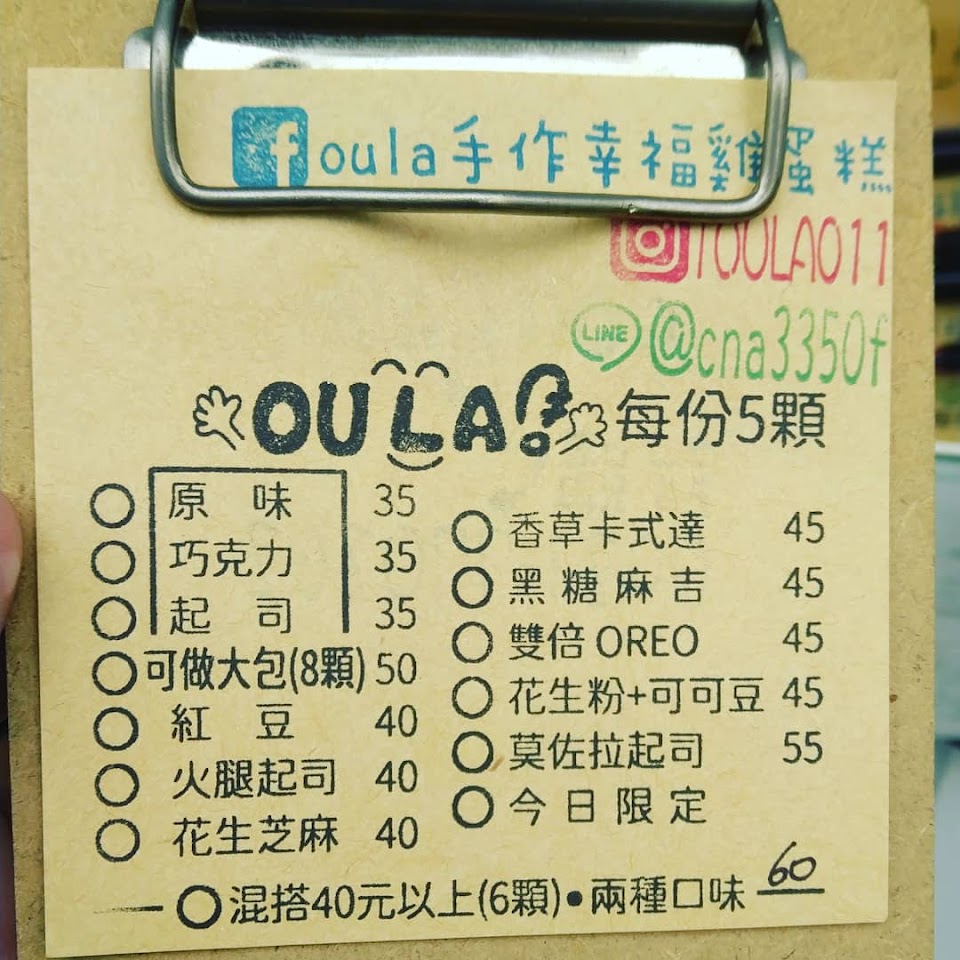 f oula手作幸福雞蛋糕
TOULA011
LINE @cna3350f
OULA! 每份5顆
原 味 35
巧克力 35
起 司 35
可做大包(8顆) 50
紅 豆 40
火腿起司 40
花生芝麻 40
香草卡式達 45
黑糖麻吉 45
雙倍 OREO 45
花生粉+可可豆 45
莫佐拉起司 55
今日限定
混搭40元以上(6顆)•兩種口味 60